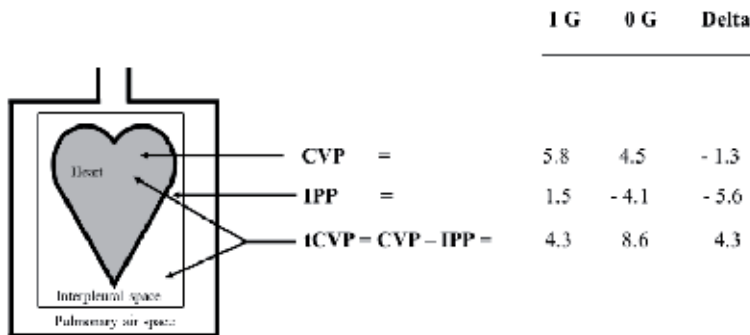 1 G 0 G Delta
CVP = 5.8 4.5 - 1.3
Heart
IPP = 1.5 - 4.1 - 5.6
tCVP = CVP – IPP = 4.3 8.6 4.3
Interpleural space
Pulmonary air space